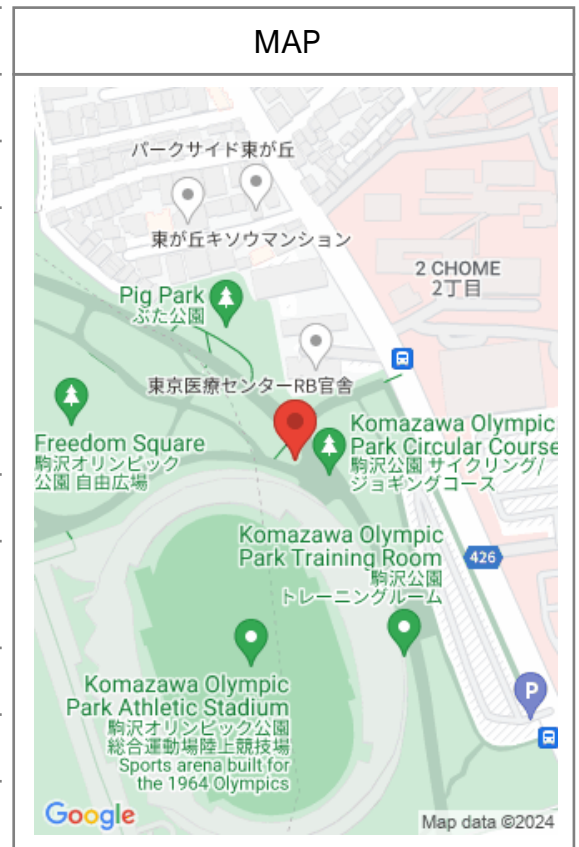 MAP
パークサイド東が丘
東が丘キソウマンション
2 CHOME
2丁目
Pig Park
ぶた公園
東京医療センターRB官舎
Freedom Square
駒沢オリンピック
公園 自由広場
Komazawa Olympic
Park Circular Course
駒沢公園 サイクリング/
ジョギングコース
Komazawa Olympic
Park Training Room
駒沢公園
トレーニングルーム
426
P
Komazawa Olympic
Park Athletic Stadium
駒沢オリンピック公園
総合運動場陸上競技場
Sports arena built for
the 1964 Olympics
Google
Map data ©2024